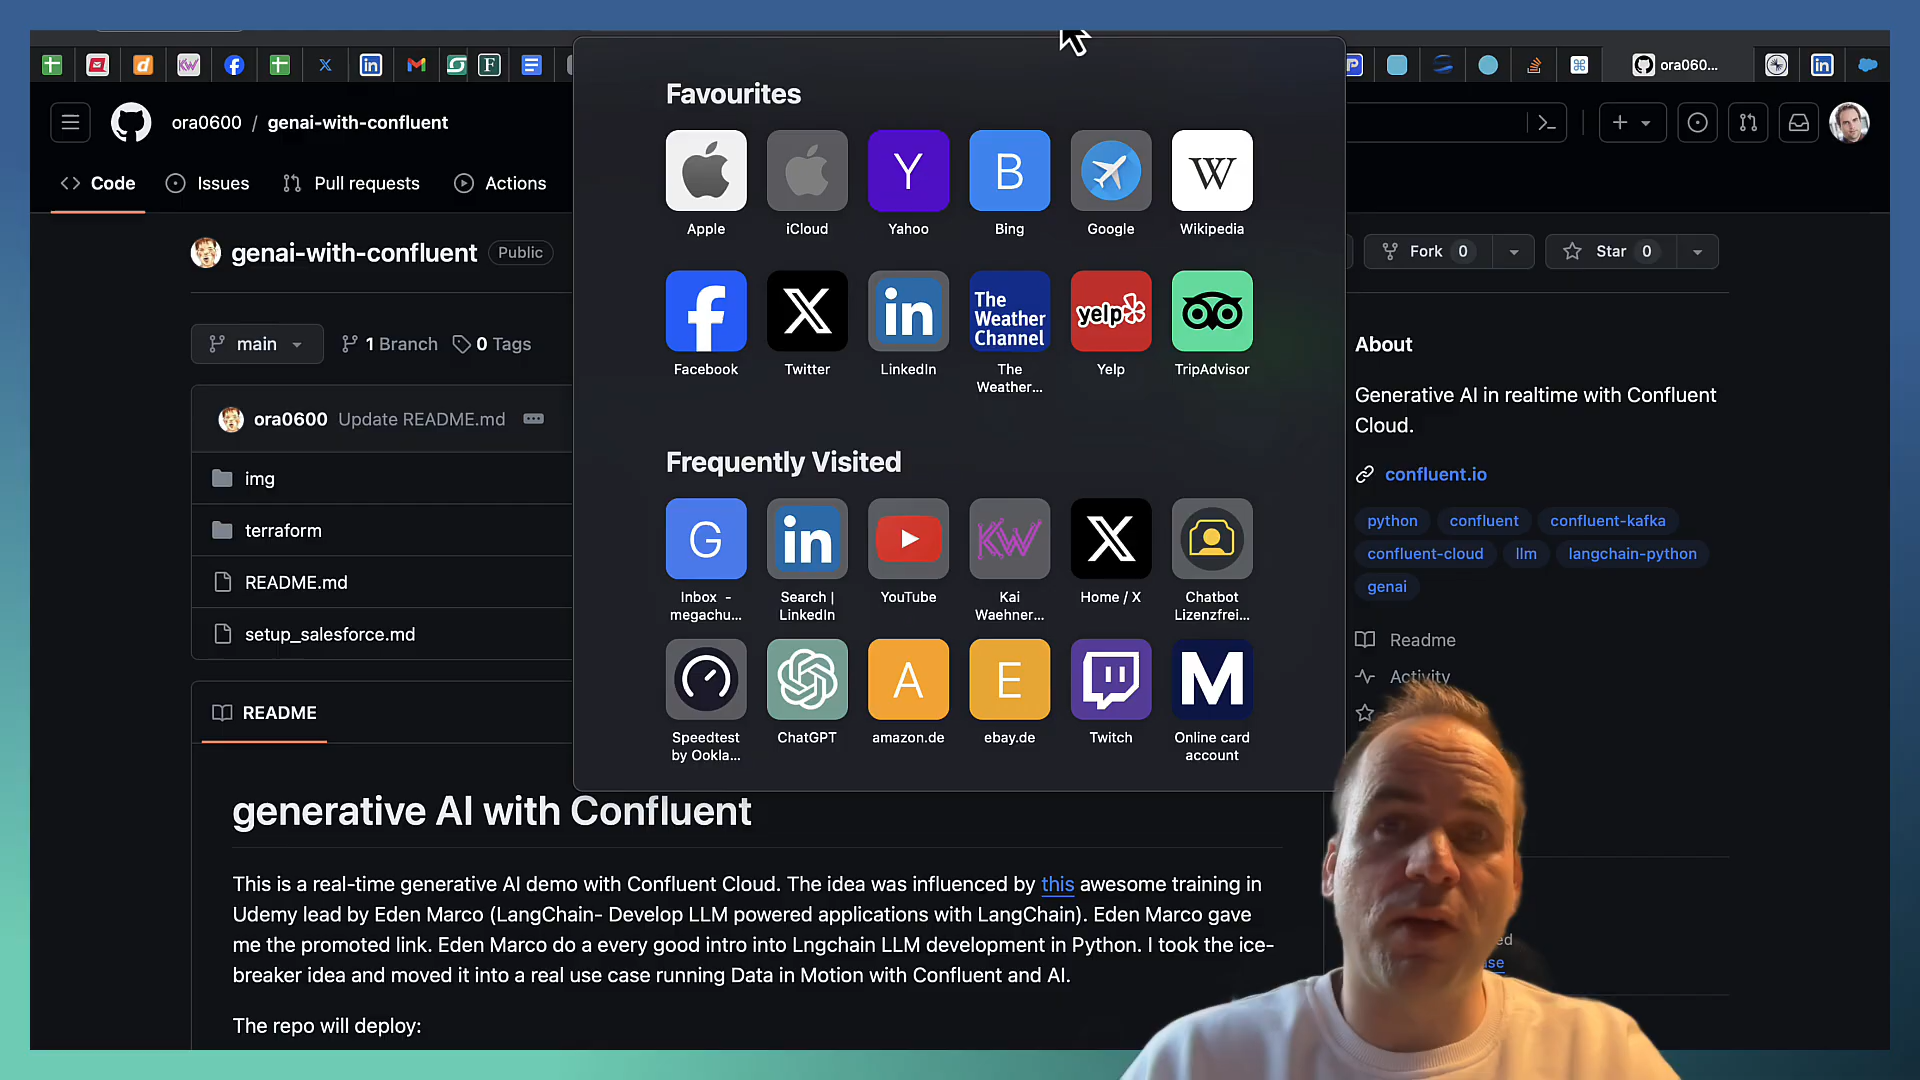 ora060...
ora0600 / genai-with-confluent
Code
Issues
Pull requests
Actions
genai-with-confluent
Public
Fork 0
Star 0
main
1 Branch
0 Tags
ora0600 Update README.md
img
terraform
README.md
setup_salesforce.md
README
Favourites
Apple
iCloud
Y
Yahoo
B
Bing
Google
W
Wikipedia
Facebook
Twitter
in
LinkedIn
The
Weather
Channel
The
Weather...
yelp
Yelp
TripAdvisor
Frequently Visited
G
Inbox -
megachu...
in
Search |
LinkedIn
YouTube
KW
Kai
Waehner...
Home / X
Chatbot
Lizenzfrei...
Speedtest
by Ookla...
ChatGPT
A
amazon.de
E
ebay.de
Twitch
M
Online card
account
About
Generative AI in realtime with Confluent
Cloud.
confluent.io
python confluent confluent-kafka
confluent-cloud llm langchain-python
genai
Readme
Activity
generative AI with Confluent
This is a real-time generative AI demo with Confluent Cloud. The idea was influenced by this awesome training in
Udemy lead by Eden Marco (LangChain- Develop LLM powered applications with LangChain). Eden Marco gave
me the promoted link. Eden Marco do a every good intro into Lngchain LLM development in Python. I took the ice-
breaker idea and moved it into a real use case running Data in Motion with Confluent and AI.
The repo will deploy: